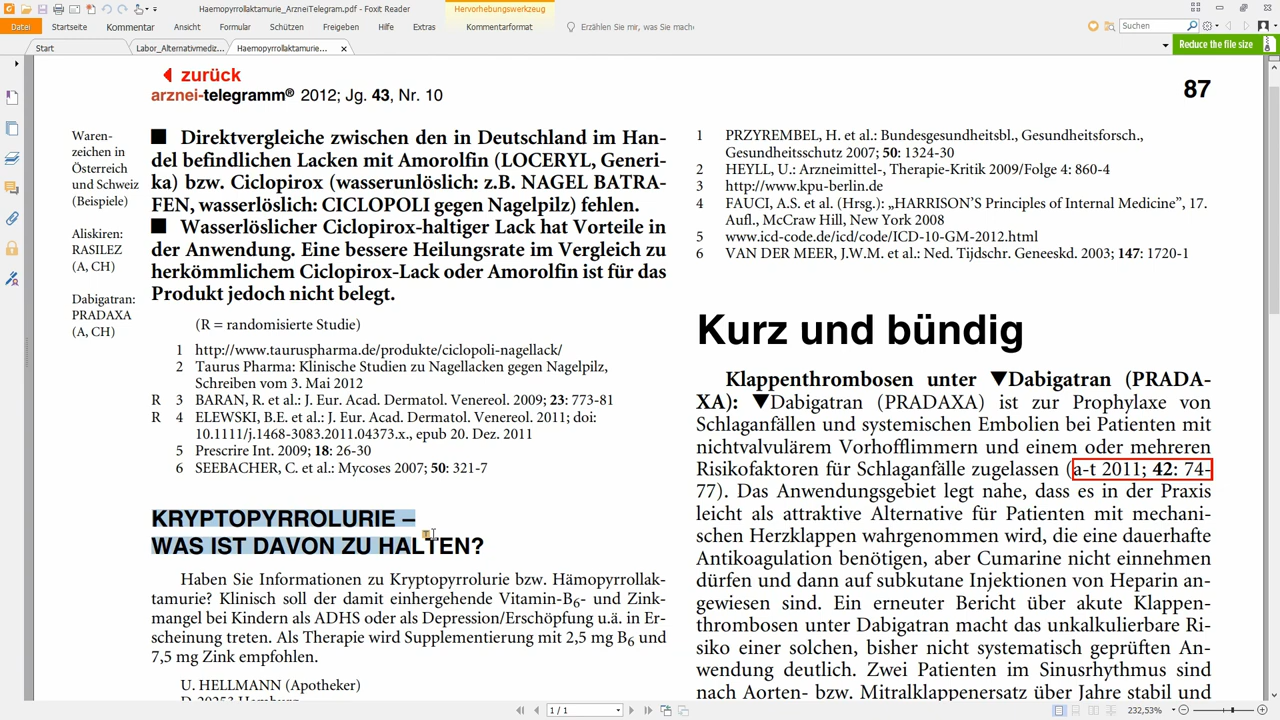 Haemopyrrollaktamurie_ArzneiTelegram.pdf - Foxit Reader
Hervorhebungswerkzeug
Datei
Startseite
Kommentar
Ansicht
Formular
Schützen
Freigeben
Hilfe
Extras
Kommentarformat
Erzählen Sie mir, was Sie mach
Suchen
Start
Labor_Alternativmediz...
Haemopyrrollaktamurie...
Reduce the file size
zurück
arznei-telegramm® 2012; Jg. 43, Nr. 10
87
Waren-
zeichen in
Österreich
und Schweiz
(Beispiele)
Aliskiren:
RASILEZ
(A, CH)
Dabigatran:
PRADAXA
(A, CH)
■ Direktvergleiche zwischen den in Deutschland im Han-
del befindlichen Lacken mit Amorolfin (LOCERYL, Generi-
ka) bzw. Ciclopirox (wasserunlöslich: z.B. NAGEL BATRA-
FEN, wasserlöslich: CICLOPOLI gegen Nagelpilz) fehlen.
■ Wasserlöslicher Ciclopirox-haltiger Lack hat Vorteile in
der Anwendung. Eine bessere Heilungsrate im Vergleich zu
herkömmlichem Ciclopirox-Lack oder Amorolfin ist für das
Produkt jedoch nicht belegt.
(R = randomisierte Studie)
1 http://www.tauruspharma.de/produkte/ciclopoli-nagellack/
2 Taurus Pharma: Klinische Studien zu Nagellacken gegen Nagelpilz,
Schreiben vom 3. Mai 2012
R 3 BARAN, R. et al.: J. Eur. Acad. Dermatol. Venereol. 2009; 23: 773-81
R 4 ELEWSKI, B.E. et al.: J. Eur. Acad. Dermatol. Venereol. 2011; doi:
10.1111/j.1468-3083.2011.04373.x., epub 20. Dez. 2011
5 Prescrire Int. 2009; 18: 26-30
6 SEEBACHER, C. et al.: Mycoses 2007; 50: 321-7
KRYPTOPYRROLURIE –
WAS IST DAVON ZU HALTEN?
Haben Sie Informationen zu Kryptopyrrolurie bzw. Hämopyrrollak-
tamurie? Klinisch soll der damit einhergehende Vitamin-B6- und Zink-
mangel bei Kindern als ADHS oder als Depression/Erschöpfung u.ä. in Er-
scheinung treten. Als Therapie wird Supplementierung mit 2,5 mg B6 und
7,5 mg Zink empfohlen.
U. HELLMANN (Apotheker)
D-20253 Hamburg
1 PRZYREMBEL, H. et al.: Bundesgesundheitsbl., Gesundheitsforsch.,
Gesundheitsschutz 2007; 50: 1324-30
2 HEYLL, U.: Arzneimittel-, Therapie-Kritik 2009/Folge 4: 860-4
3 http://www.kpu-berlin.de
4 FAUCI, A.S. et al. (Hrsg.): „HARRISON'S Principles of Internal Medicine”, 17.
Aufl., McCraw Hill, New York 2008
5 www.icd-code.de/icd/code/ICD-10-GM-2012.html
6 VAN DER MEER, J.W.M. et al.: Ned. Tijdschr. Geneeskd. 2003; 147: 1720-1
Kurz und bündig
Klappenthrombosen unter ▼Dabigatran (PRADA-
XA): ▼Dabigatran (PRADAXA) ist zur Prophylaxe von
Schlaganfällen und systemischen Embolien bei Patienten mit
nichtvalvulärem Vorhofflimmern und einem oder mehreren
Risikofaktoren für Schlaganfälle zugelassen (a-t 2011; 42: 74-
77). Das Anwendungsgebiet legt nahe, dass es in der Praxis
leicht als attraktive Alternative für Patienten mit mechani-
schen Herzklappen wahrgenommen wird, die eine dauerhafte
Antikoagulation benötigen, aber Cumarine nicht einnehmen
dürfen und dann auf subkutane Injektionen von Heparin an-
gewiesen sind. Ein erneuter Bericht über akute Klappen-
thrombosen unter Dabigatran macht das unkalkulierbare Ri-
siko einer solchen, bisher nicht systematisch geprüften An-
wendung deutlich. Zwei Patienten im Sinusrhythmus sind
nach Aorten- bzw. Mitralklappenersatz über Jahre stabil und
1 / 1
232,53%